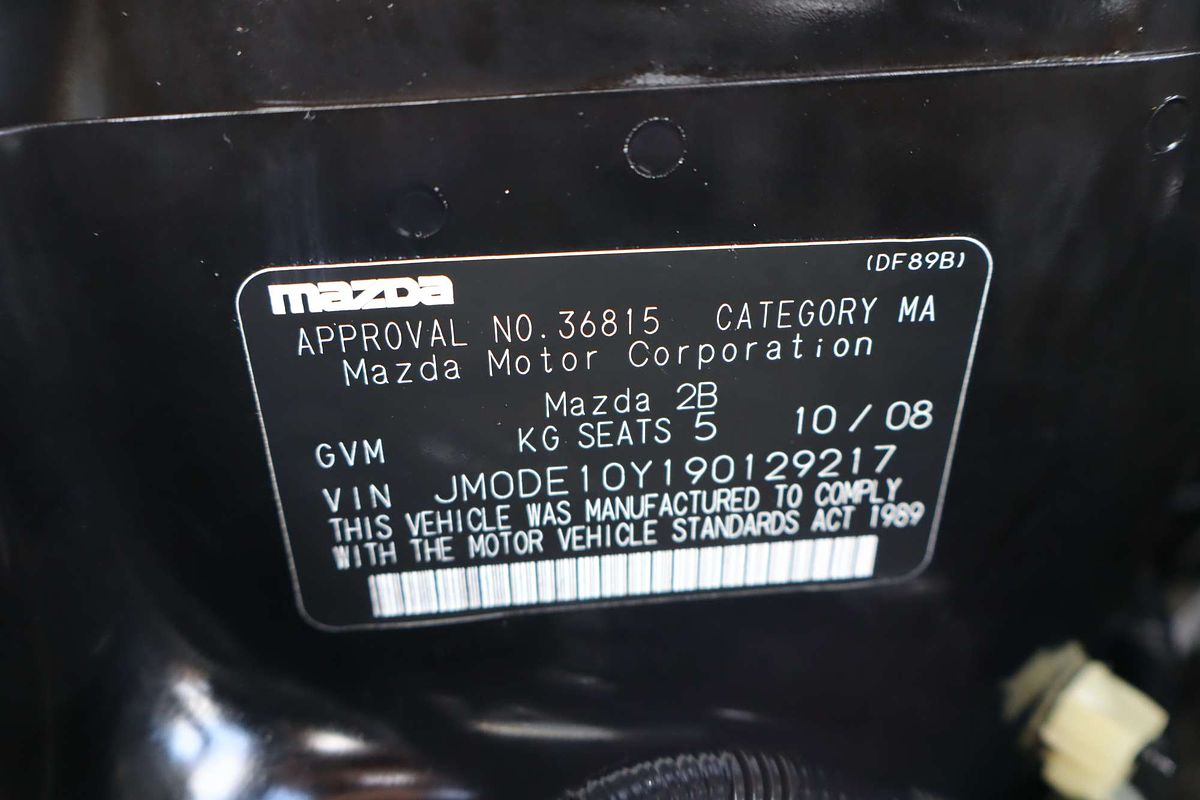 (DF89B)
mazda
APPROVAL NO. 36815 CATEGORY MA
Mazda Motor Corporation
Mazda 2B
GVM KG SEATS 5 10 / 08
VIN JM0DE10Y190129217
THIS VEHICLE WAS MANUFACTURED TO COMPLY
WITH THE MOTOR VEHICLE STANDARDS ACT 1989